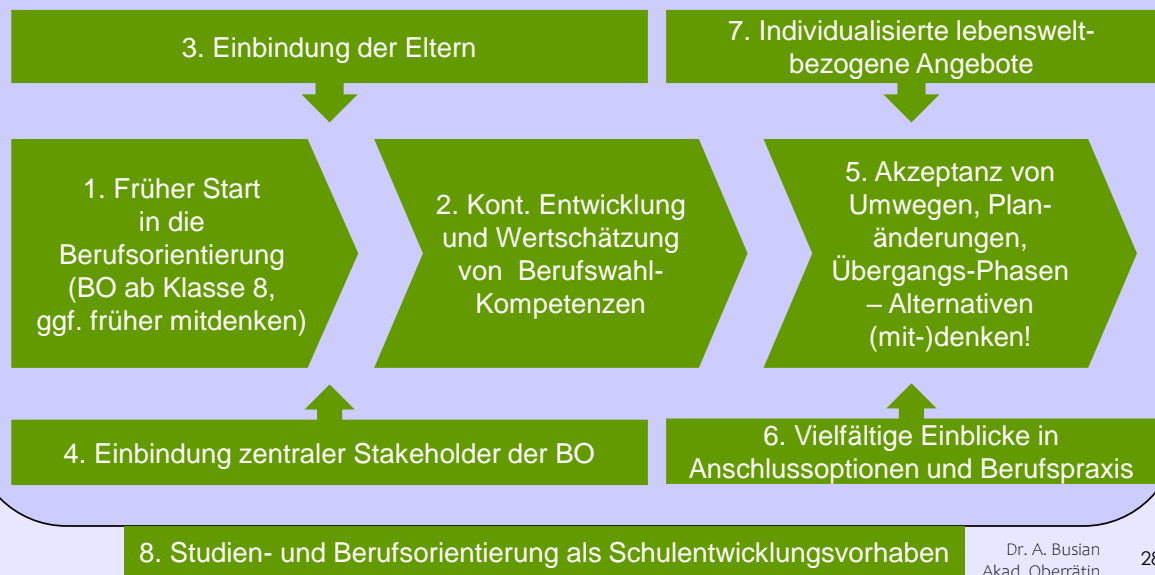 3. Einbindung der Eltern
7. Individualisierte lebenswelt-
bezogene Angebote
1. Früher Start
in die
Berufsorientierung
(BO ab Klasse 8,
ggf. früher mitdenken)
2. Kont. Entwicklung
und Wertschätzung
von Berufswahl-
Kompetenzen
5. Akzeptanz von
Umwegen, Plan-
änderungen,
Übergangs-Phasen
– Alternativen
(mit-)denken!
4. Einbindung zentraler Stakeholder der BO
6. Vielfältige Einblicke in
Anschlussoptionen und Berufspraxis
8. Studien- und Berufsorientierung als Schulentwicklungsvorhaben
Dr. A. Busian
Akad. Oberrätin
28